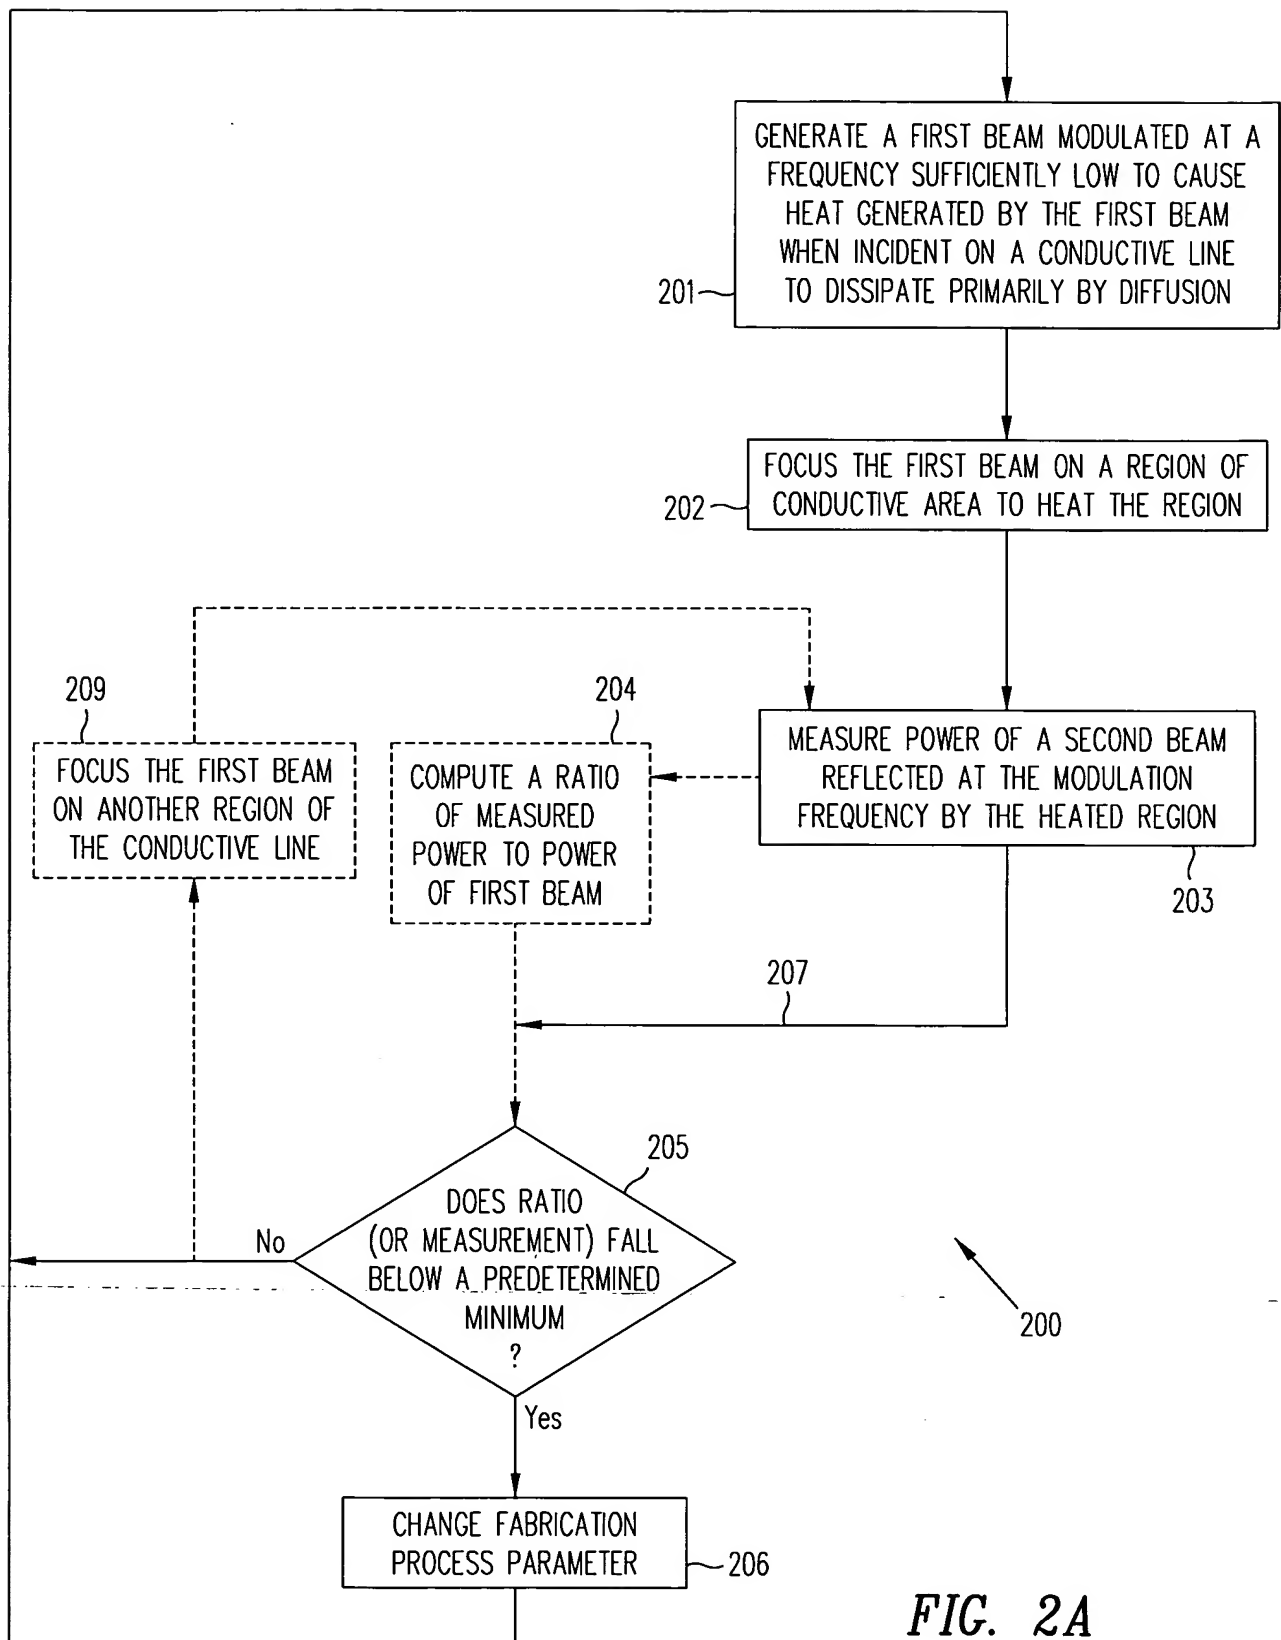 GENERATE A FIRST BEAM MODULATED AT A
FREQUENCY SUFFICIENTLY LOW TO CAUSE
HEAT GENERATED BY THE FIRST BEAM
WHEN INCIDENT ON A CONDUCTIVE LINE
TO DISSIPATE PRIMARILY BY DIFFUSION
201
FOCUS THE FIRST BEAM ON A REGION OF
CONDUCTIVE AREA TO HEAT THE REGION
202
209
FOCUS THE FIRST BEAM
ON ANOTHER REGION OF
THE CONDUCTIVE LINE
204
COMPUTE A RATIO
OF MEASURED
POWER TO POWER
OF FIRST BEAM
MEASURE POWER OF A SECOND BEAM
REFLECTED AT THE MODULATION
FREQUENCY BY THE HEATED REGION
203
207
205
DOES RATIO
(OR MEASUREMENT) FALL
BELOW A PREDETERMINED
MINIMUM
?
No
200
Yes
CHANGE FABRICATION
PROCESS PARAMETER
206
FIG. 2A